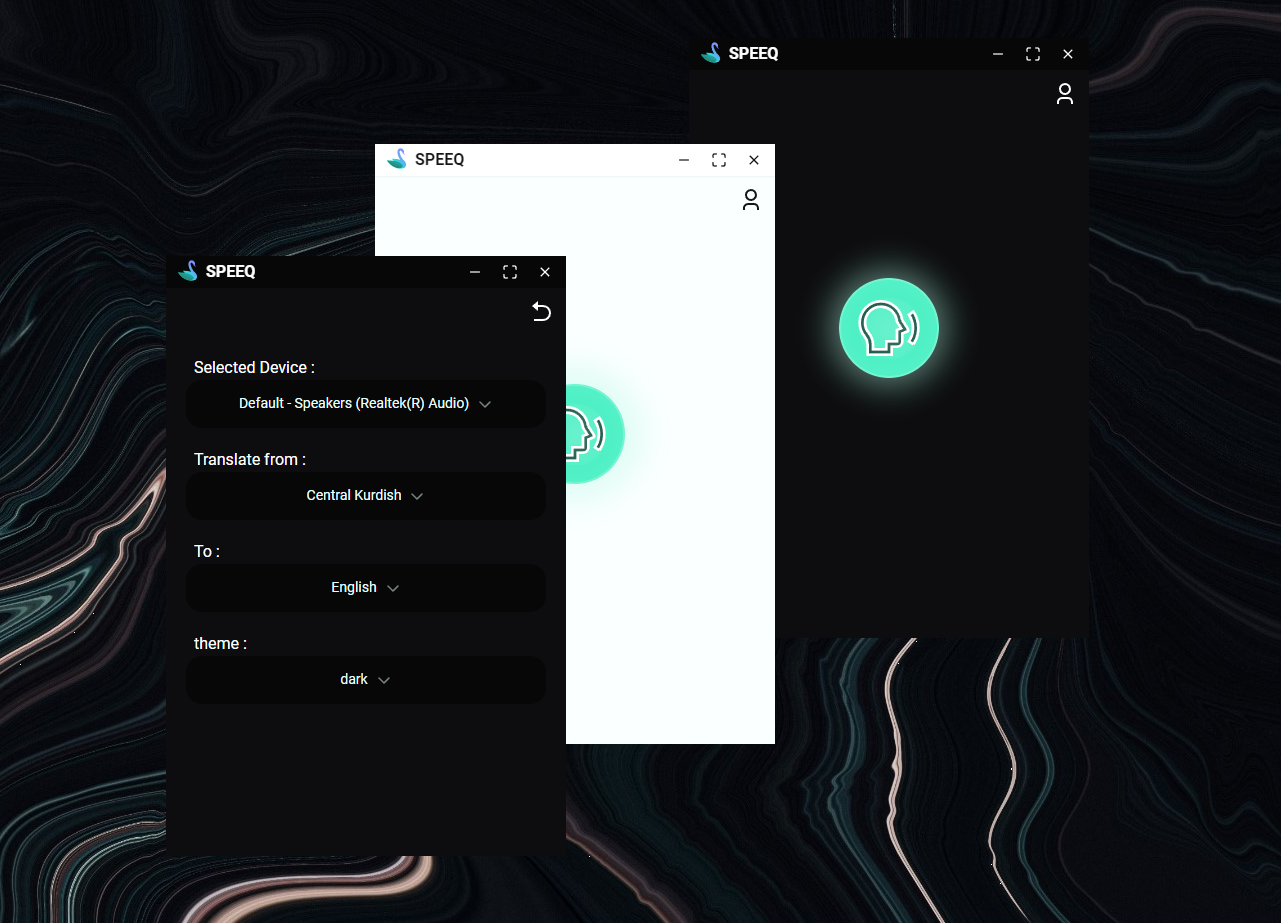 SPEEQ
SPEEQ
SPEEQ
Selected Device :
Default - Speakers (Realtek(R) Audio)
Translate from :
Central Kurdish
To :
English
theme :
dark